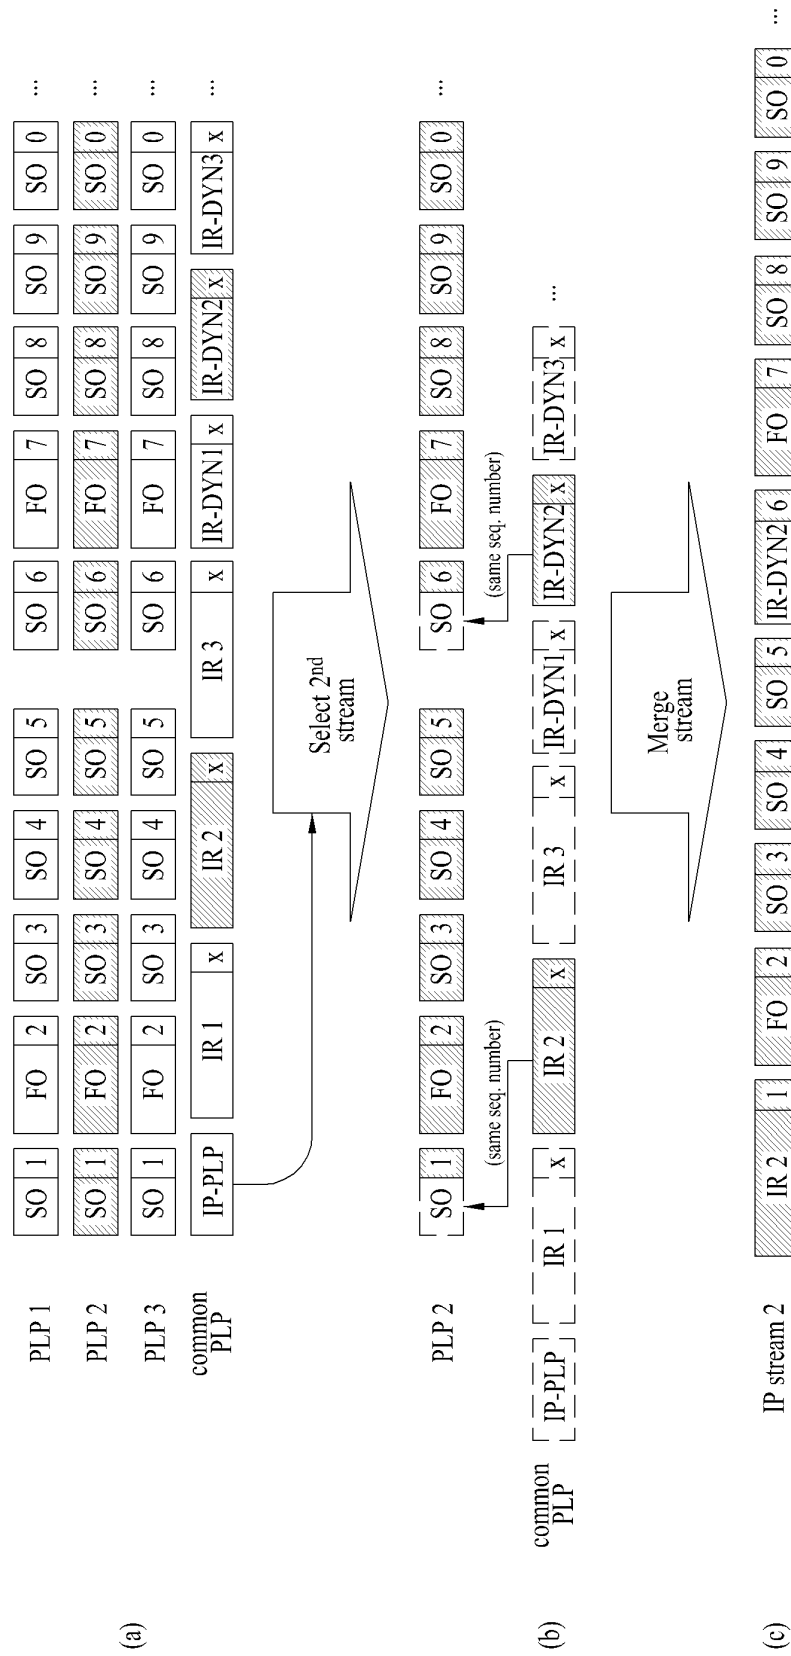 (a)
PLP 1 SO 1 FO 2 SO 3 SO 4 SO 5 SO 6 FO 7 SO 8 SO 9 SO 0 ...
PLP 2 SO 1 FO 2 SO 3 SO 4 SO 5 SO 6 FO 7 SO 8 SO 9 SO 0 ...
PLP 3 SO 1 FO 2 SO 3 SO 4 SO 5 SO 6 FO 7 SO 8 SO 9 SO 0 ...
common
PLP
IP-PLP IR 1 x IR 2 x IR 3 x IR-DYN1 x IR-DYN2 x IR-DYN3 x ...
Select 2nd
stream
PLP 2 SO 1 FO 2 SO 3 SO 4 SO 5 SO 6 FO 7 SO 8 SO 9 SO 0 ...
(same seq. number) (same seq. number)
(b)
common
PLP
IP-PLP IR 1 x IR 2 x IR 3 x IR-DYN1 x IR-DYN2 x IR-DYN3 x ...
Merge
stream
(c)
IP stream 2 IR 2 1 FO 2 SO 3 SO 4 SO 5 IR-DYN2 6 FO 7 SO 8 SO 9 SO 0 ...